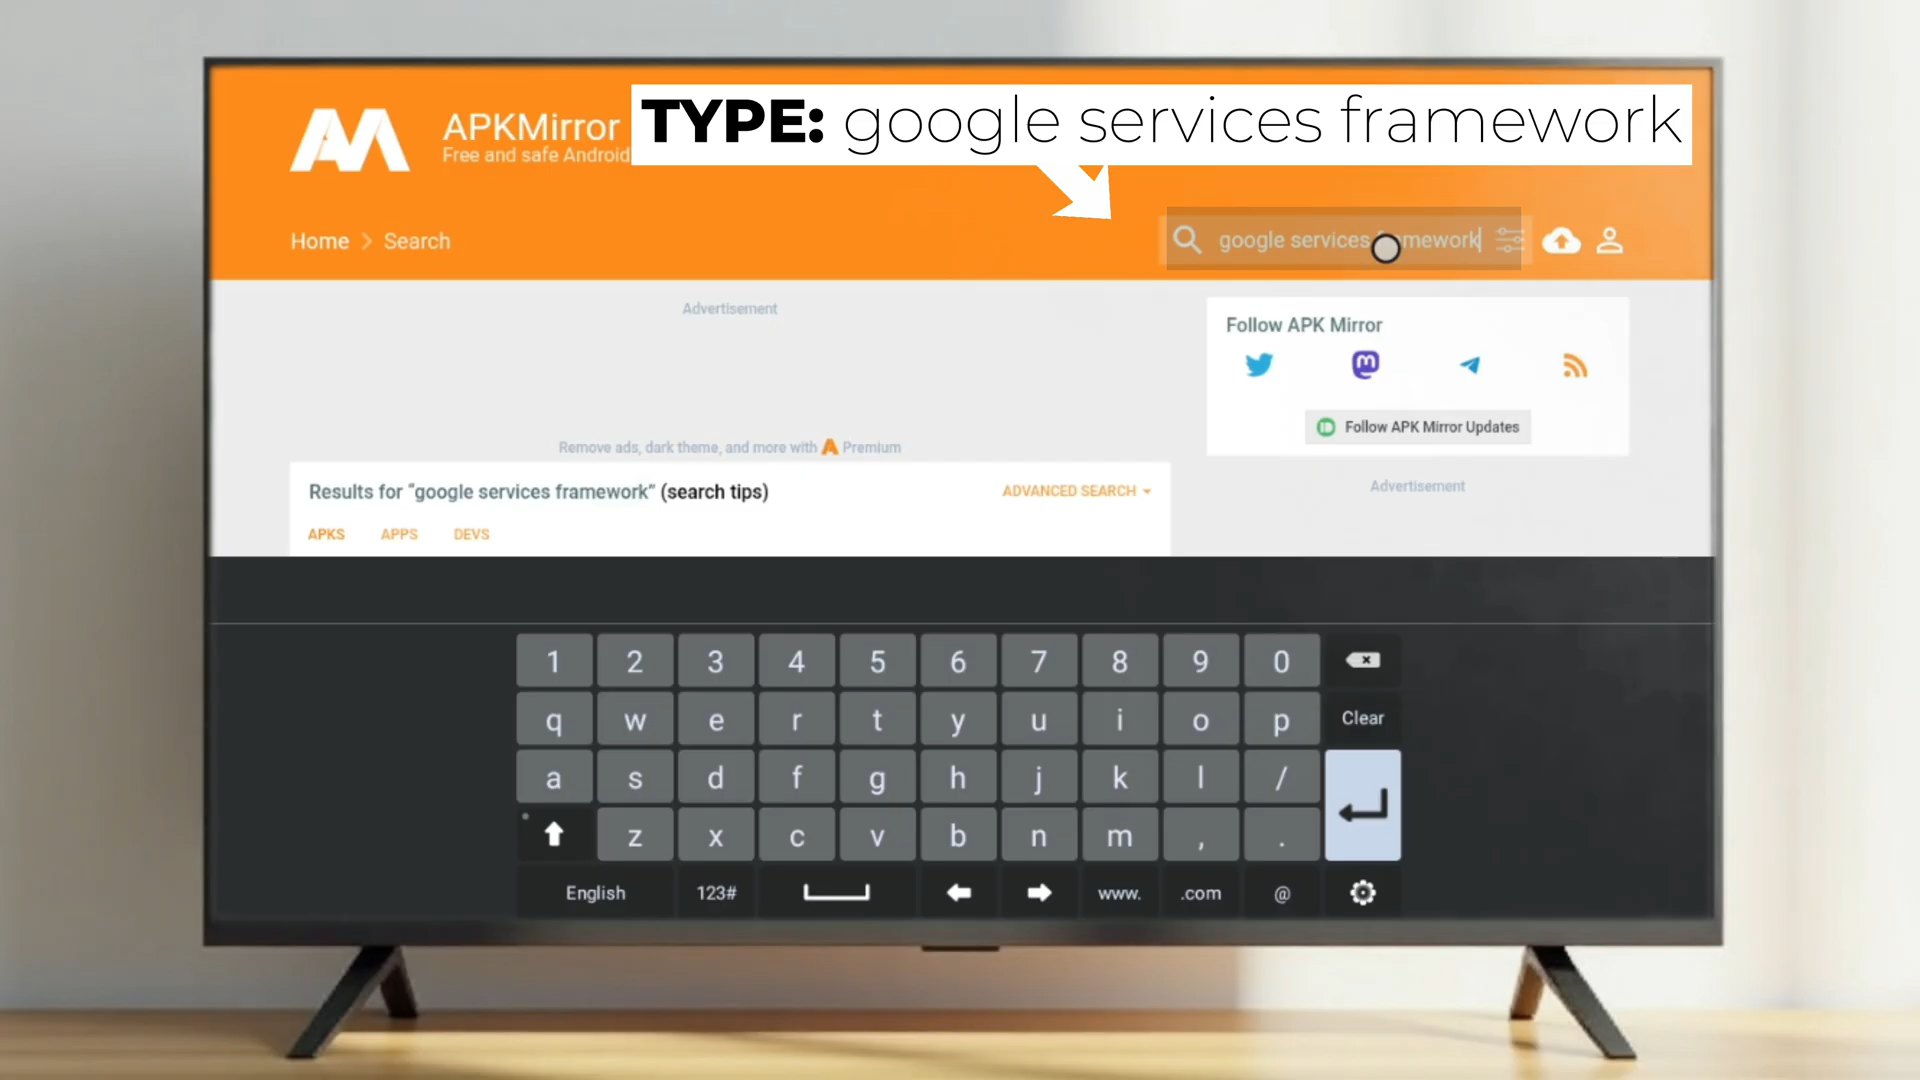 TYPE: google services framework
APKMirror
Free and safe Android
Home > Search
google services framework
Advertisement
Follow APK Mirror
Follow APK Mirror Updates
Remove ads, dark theme, and more with Premium
Advertisement
Results for “google services framework” (search tips)
ADVANCED SEARCH
APKS APPS DEVS
1 2 3 4 5 6 7 8 9 0
q w e r t y u i o p Clear
a s d f g h j k l /
z x c v b n m , .
English 123# www. .com @